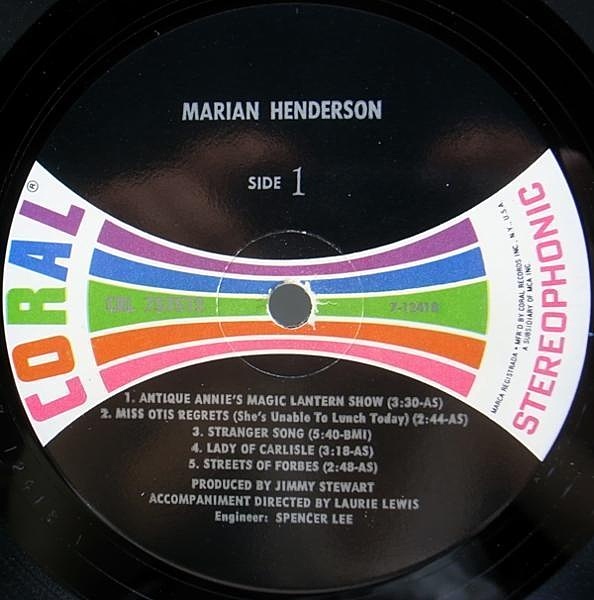 MARIAN HENDERSON
SIDE 1
CORAL®
STEREOPHONIC
MARCA REGISTRADA • MFR'D BY CORAL RECORDS INC., N.Y., U.S.A.
A SUBSIDIARY OF MCA INC.
CRL
7-12418
1. ANTIQUE ANNIE'S MAGIC LANTERN SHOW (3:30-AS)
2. MISS OTIS REGRETS (She's Unable To Lunch Today) (2:44-AS)
3. STRANGER SONG (5:40-BMI)
4. LADY OF CARLISLE (3:18-AS)
5. STREETS OF FORBES (2:48-AS)
PRODUCED BY JIMMY STEWART
ACCOMPANIMENT DIRECTED BY LAURIE LEWIS
Engineer: SPENCER LEE